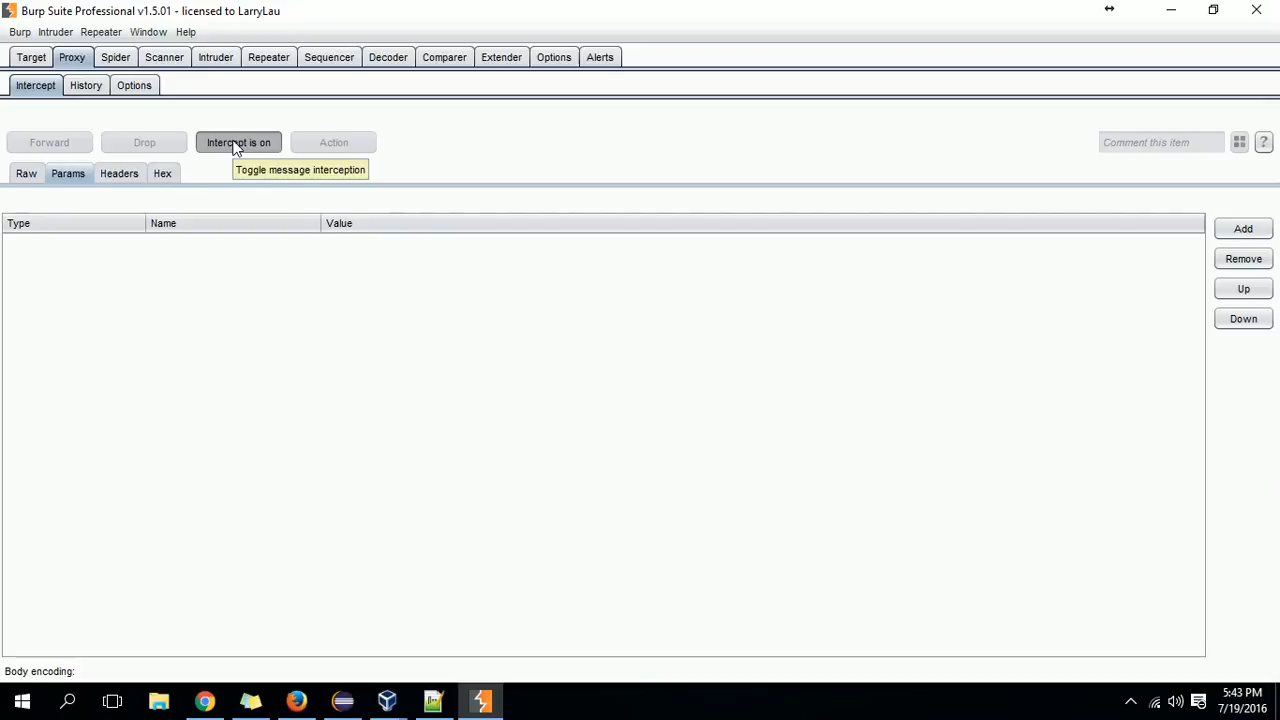 Burp Suite Professional v1.5.01 - licensed to LarryLau
Burp Intruder Repeater Window Help
Target Proxy Spider Scanner Intruder Repeater Sequencer Decoder Comparer Extender Options Alerts
Intercept History Options
Forward Drop Intercept is on Action Comment this item ?
Toggle message interception
Raw Params Headers Hex
Type Name Value
Add
Remove
Up
Down
Body encoding:
5:43 PM
7/19/2016